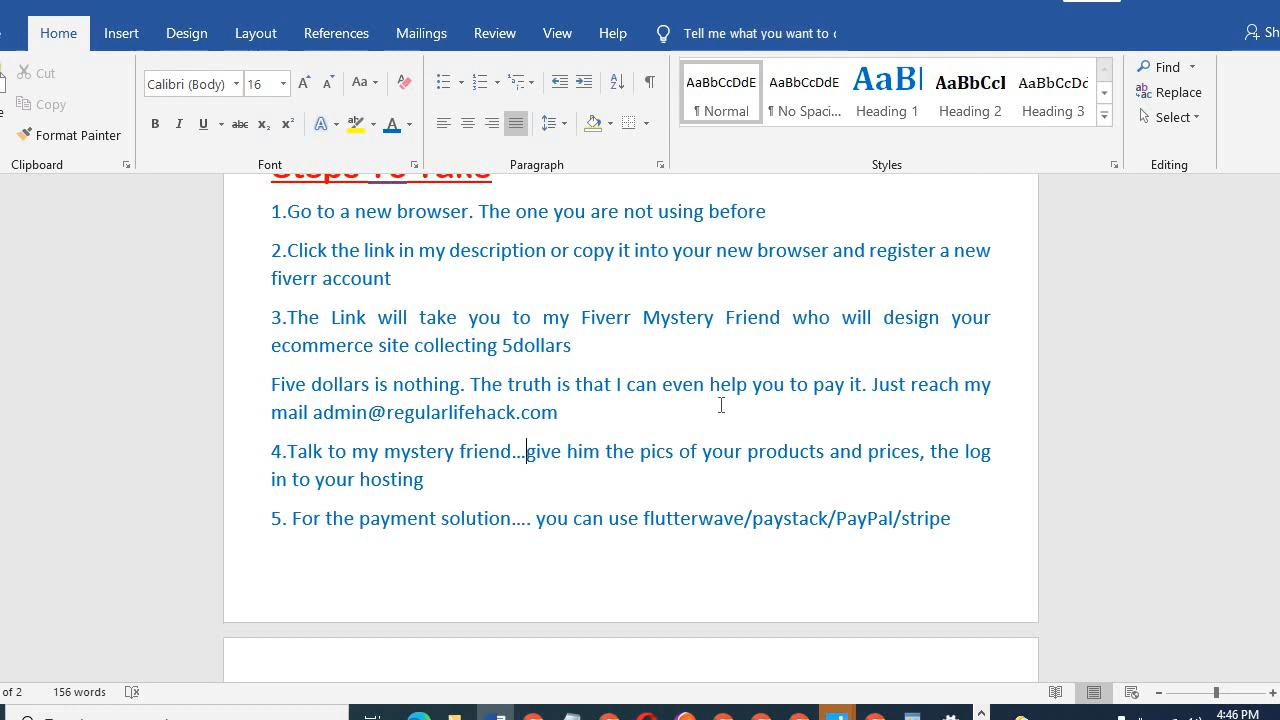 Home Insert Design Layout References Mailings Review View Help Tell me what you want to
Cut
Copy
Format Painter
Clipboard
Calibri (Body) 16
Font
Paragraph
AaBbCcDdE AaBbCcDdE AaBl AaBbCcl AaBbCcDd
¶ Normal ¶ No Spaci... Heading 1 Heading 2 Heading 3
Styles
Find
Replace
Select
Editing
Steps To Take
1.Go to a new browser. The one you are not using before
2.Click the link in my description or copy it into your new browser and register a new
fiverr account
3.The Link will take you to my Fiverr Mystery Friend who will design your
ecommerce site collecting 5dollars
Five dollars is nothing. The truth is that I can even help you to pay it. Just reach my
mail admin@regularlifehack.com
4.Talk to my mystery friend...give him the pics of your products and prices, the log
in to your hosting
5. For the payment solution.... you can use flutterwave/paystack/PayPal/stripe
of 2 156 words
4:46 PM